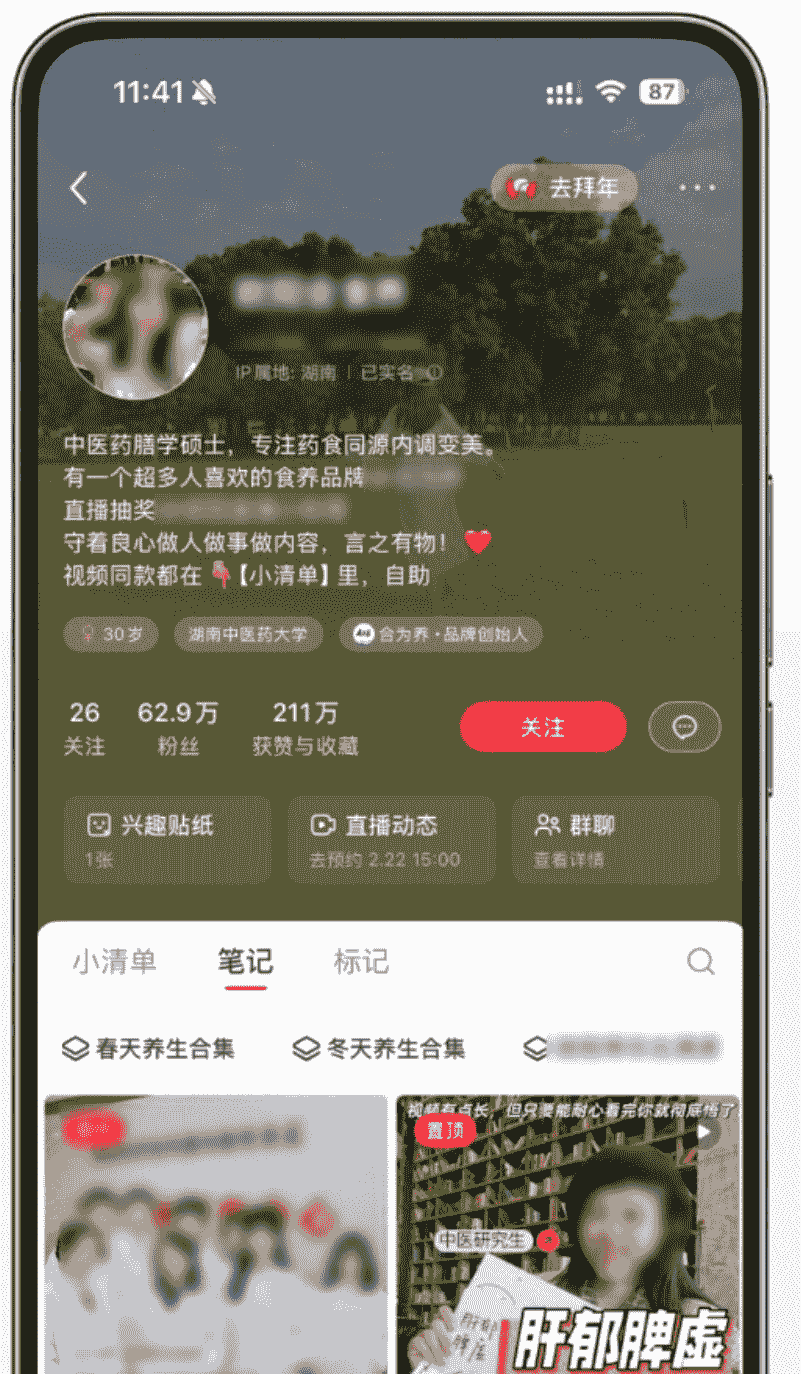 11:41
87
去拜年
IP属地: 湖南 | 已实名
中医药膳学硕士，专注药食同源内调变美。
有一个超多人喜欢的食养品牌
直播抽奖
守着良心做人做事做内容，言之有物！❤️
视频同款都在👇【小清单】里，自助
30岁
湖南中医药大学
合为养·品牌创始人
26 62.9万 211万
关注 粉丝 获赞与收藏
关注
兴趣贴纸
1张
直播动态
去预约 2.22 15:00
群聊
查看详情
小清单 笔记 标记
春天养生合集 冬天养生合集
视频有点长，但只要能耐心看完你就彻底悟了
置顶
中医研究生
肝郁
脾虚
肝郁脾虚